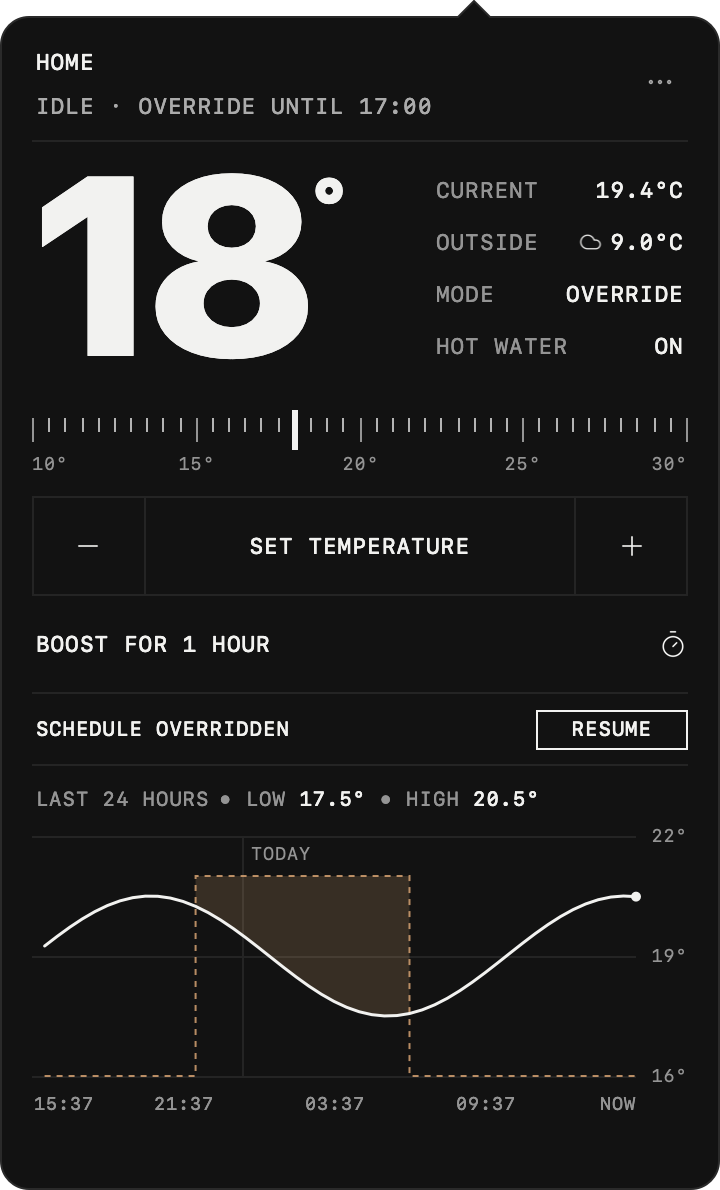 HOME
IDLE · OVERRIDE UNTIL 17:00
18°
CURRENT 19.4°C
OUTSIDE 9.0°C
MODE OVERRIDE
HOT WATER ON
10° 15° 20° 25° 30°
− SET TEMPERATURE +
BOOST FOR 1 HOUR
SCHEDULE OVERRIDDEN RESUME
LAST 24 HOURS • LOW 17.5° • HIGH 20.5°
22°
TODAY
19°
16°
15:37 21:37 03:37 09:37 NOW